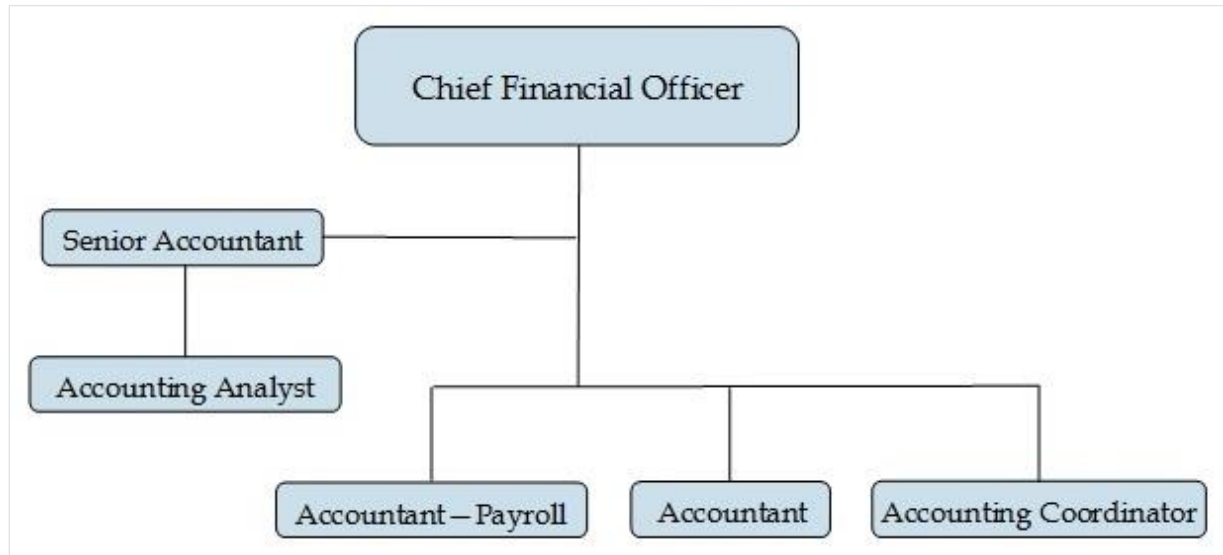 Chief Financial Officer
Senior Accountant
Accounting Analyst
Accountant—Payroll
Accountant
Accounting Coordinator